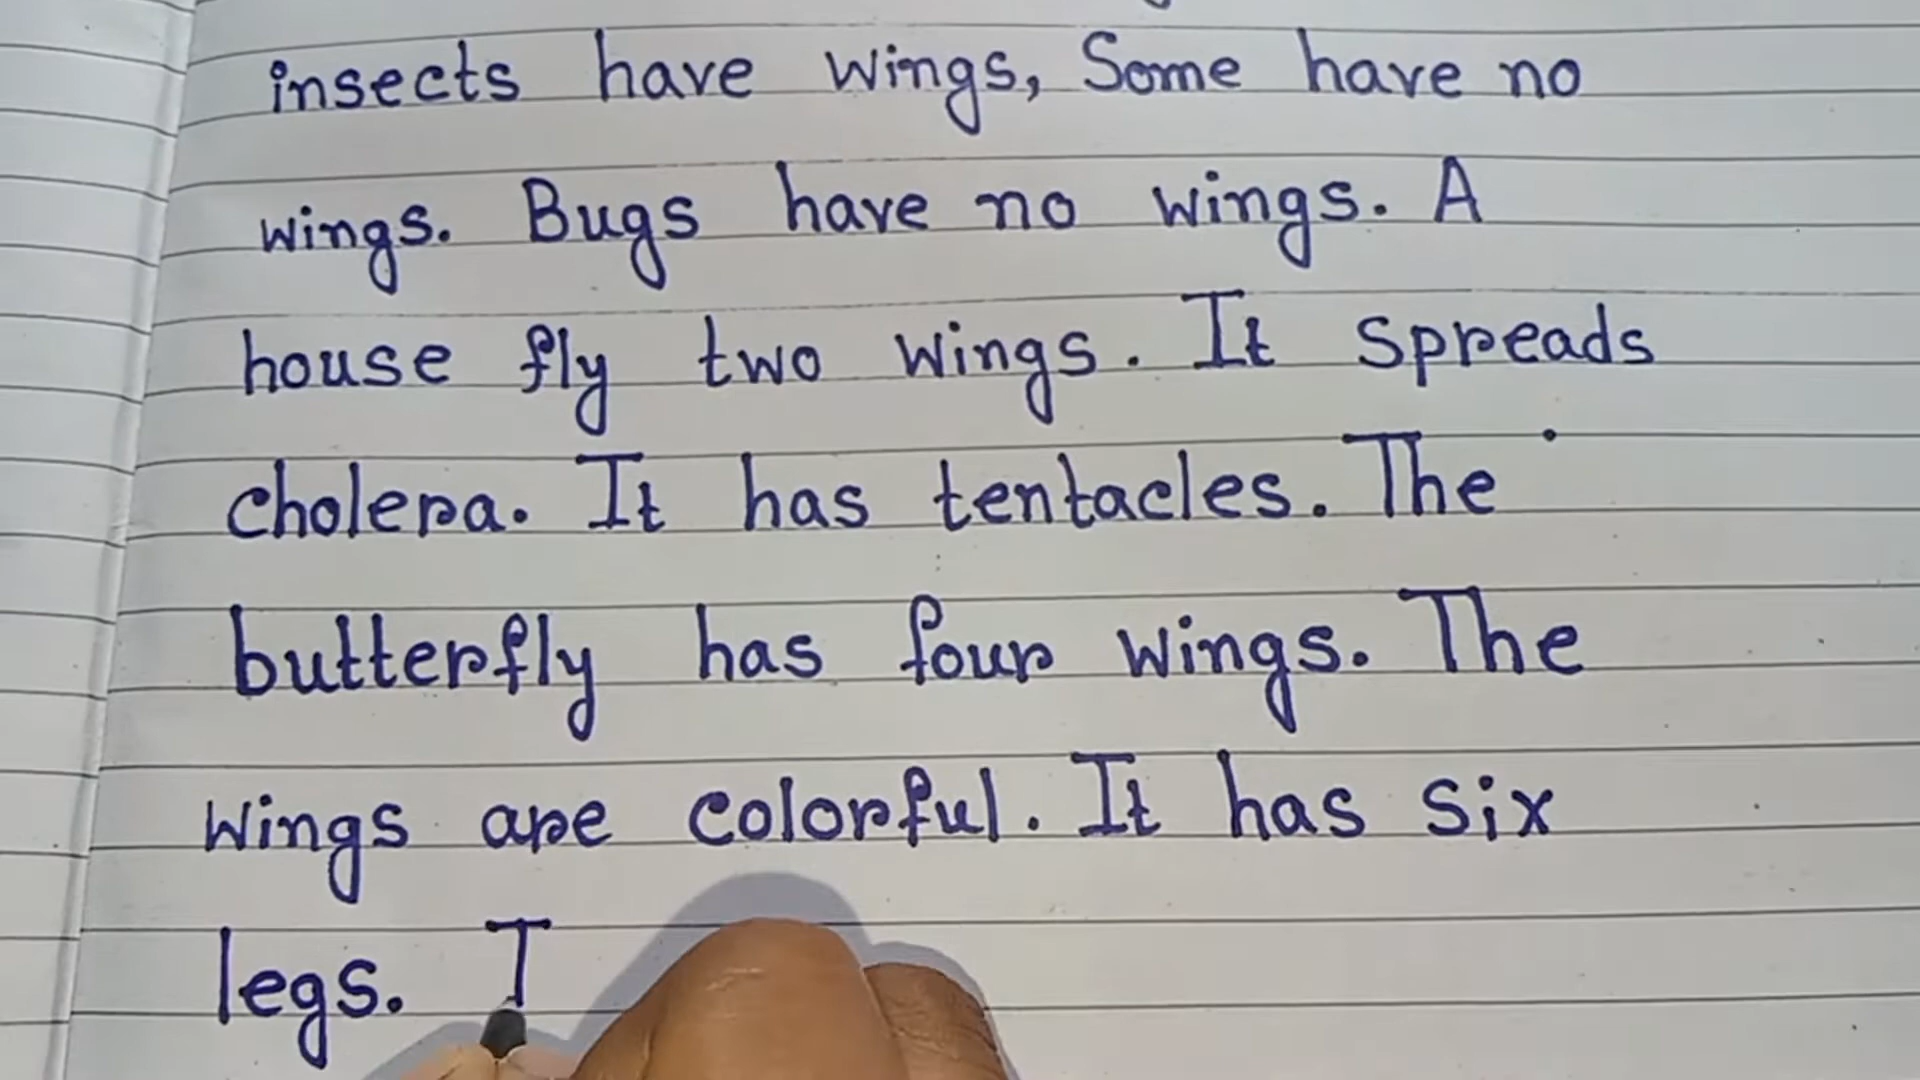 insects have wings, Some have no
wings. Bugs have no wings. A
house fly two wings. It spreads
cholera. It has tentacles. The
butterfly has four wings. The
wings are colorful. It has six
legs. I